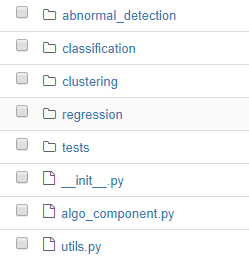 abnormal_detection
classification
clustering
regression
tests
__init__.py
algo_component.py
utils.py